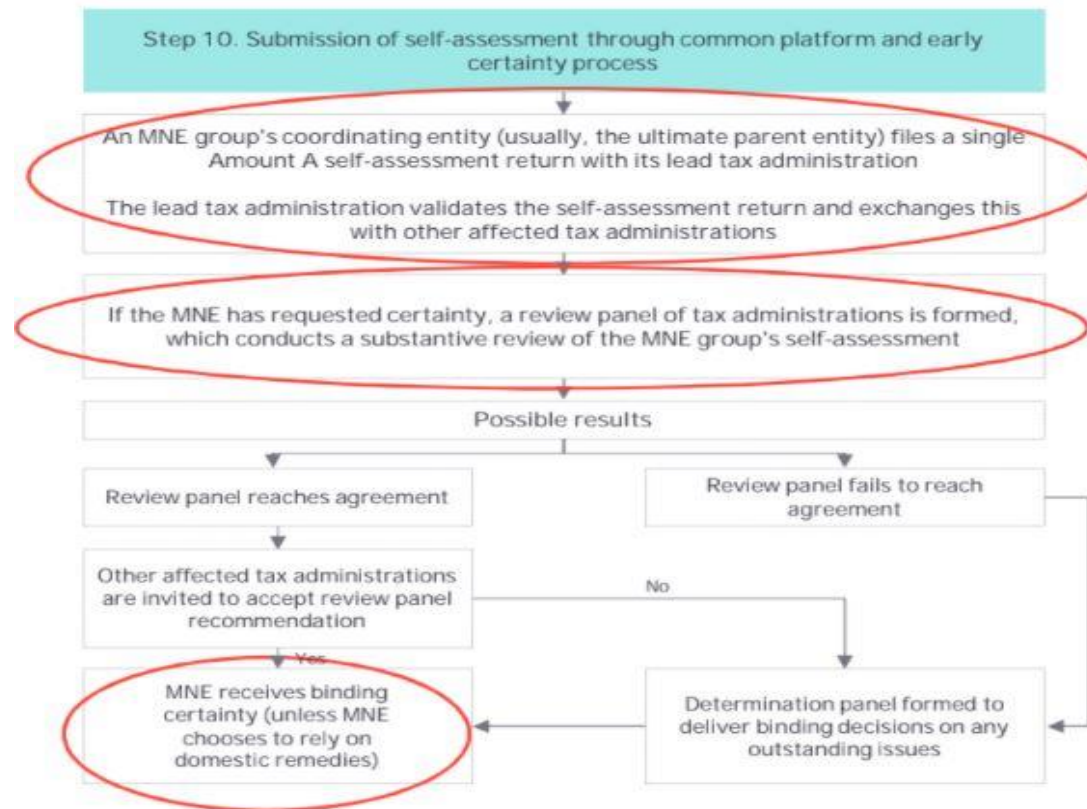 Step 10. Submission of self-assessment through common platform and early
certainty process
An MNE group's coordinating entity (usually, the ultimate parent entity) files a single
Amount A self-assessment return with its lead tax administration
The lead tax administration validates the self-assessment return and exchanges this
with other affected tax administrations
If the MNE has requested certainty, a review panel of tax administrations is formed,
which conducts a substantive review of the MNE group's self-assessment
Possible results
Review panel reaches agreement
Review panel fails to reach
agreement
Other affected tax administrations
are invited to accept review panel
recommendation
No
Yes
MNE receives binding
certainty (unless MNE
chooses to rely on
domestic remedies)
Determination panel formed to
deliver binding decisions on any
outstanding issues